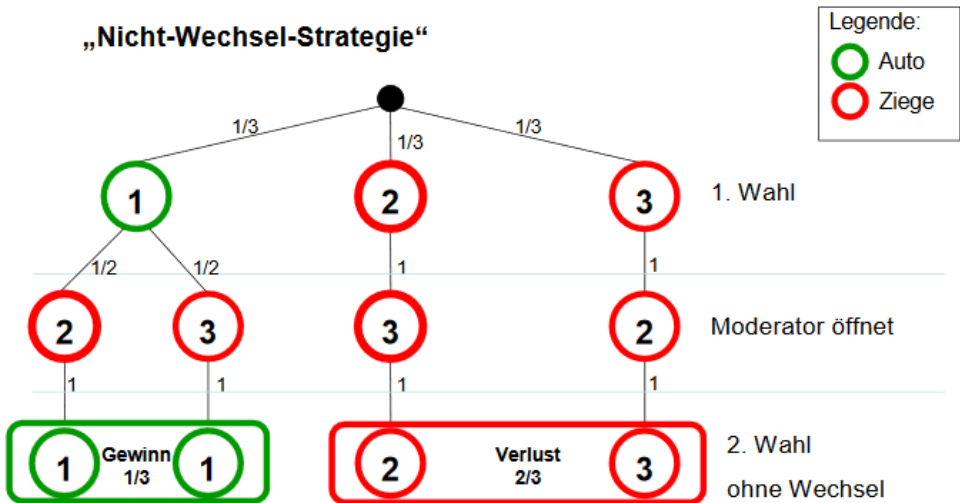 „Nicht-Wechsel-Strategie“
Legende:
Auto
Ziege
1/3
1/3
1/3
1
2
3
1. Wahl
1/2
1/2
1
1
2
3
3
2
Moderator öffnet
1
1
1
1
1
Gewinn
1/3
1
2
Verlust
2/3
3
2. Wahl
ohne Wechsel